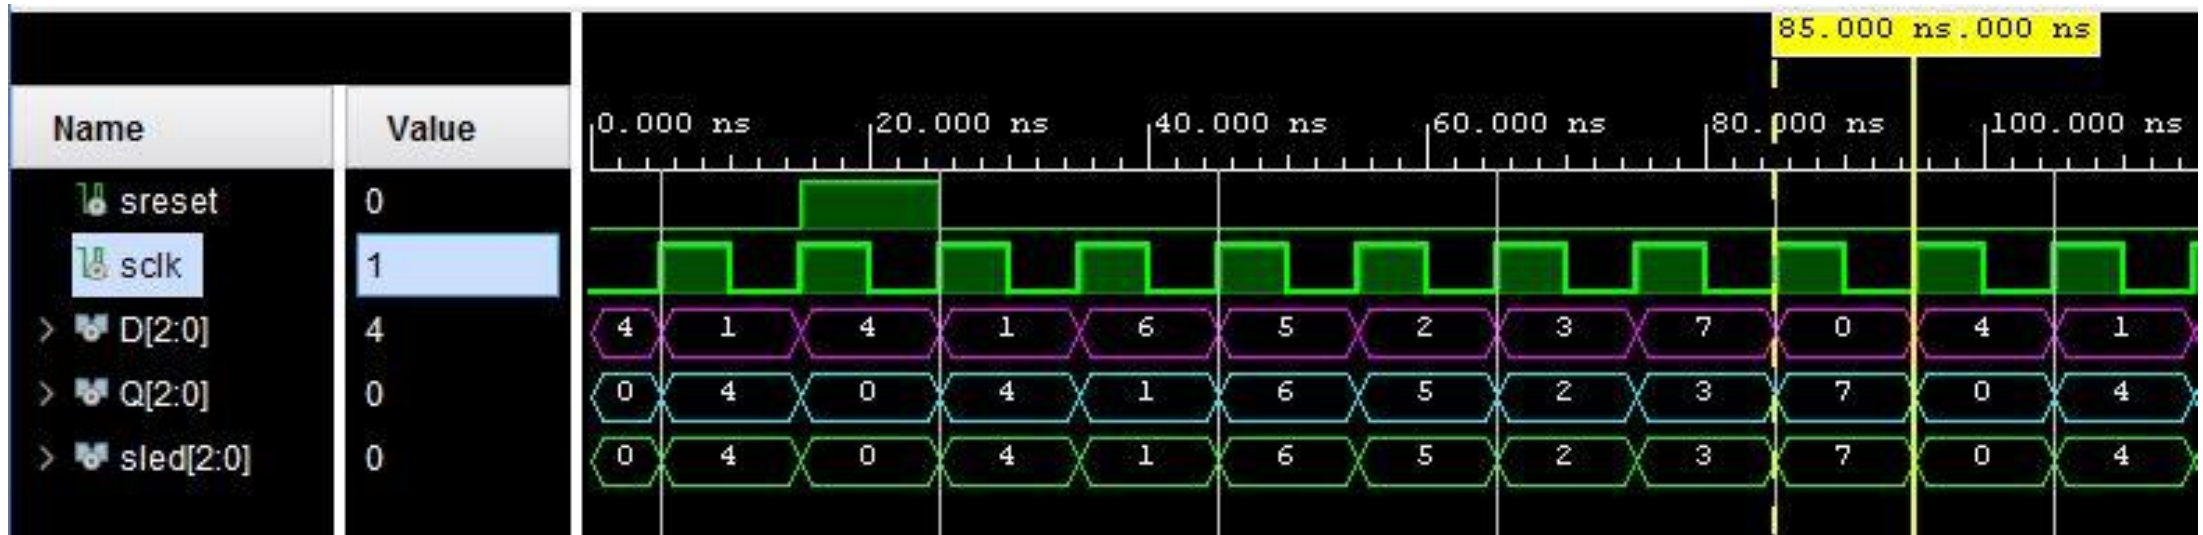 85.000 ns.000 ns
Name Value 0.000 ns 20.000 ns 40.000 ns 60.000 ns 80.000 ns 100.000 ns
sreset 0
sclk 1
D[2:0] 4 4 1 4 1 6 5 2 3 7 0 4 1
Q[2:0] 0 0 4 0 4 1 6 5 2 3 7 0 4
sled[2:0] 0 0 4 0 4 1 6 5 2 3 7 0 4